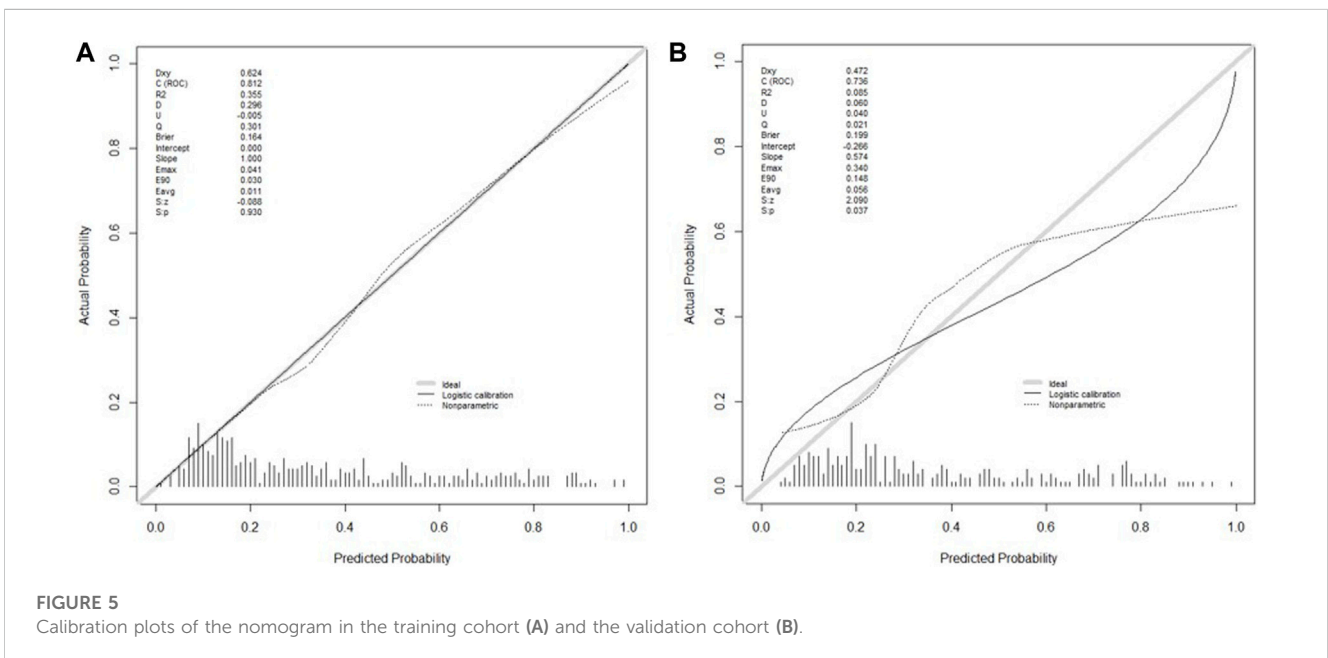 A
Dxy 0.624
C (ROC) 0.812
R2 0.355
D 0.296
U -0.005
Q 0.301
Brier 0.164
Intercept 0.000
Slope 1.000
Emax 0.041
E90 0.030
Eavg 0.011
S:z -0.088
S:p 0.930
Actual Probability
1.0
0.8
0.6
0.4
0.2
0.0
Ideal
Logistic calibration
Nonparametric
0.0 0.2 0.4 0.6 0.8 1.0
Predicted Probability
B
Dxy 0.472
C (ROC) 0.736
R2 0.085
D 0.060
U 0.040
Q 0.021
Brier 0.199
Intercept -0.266
Slope 0.574
Emax 0.340
E90 0.148
Eavg 0.056
S:z 2.090
S:p 0.037
Actual Probability
1.0
0.8
0.6
0.4
0.2
0.0
Ideal
Logistic calibration
Nonparametric
0.0 0.2 0.4 0.6 0.8 1.0
Predicted Probability
FIGURE 5
Calibration plots of the nomogram in the training cohort (A) and the validation cohort (B).